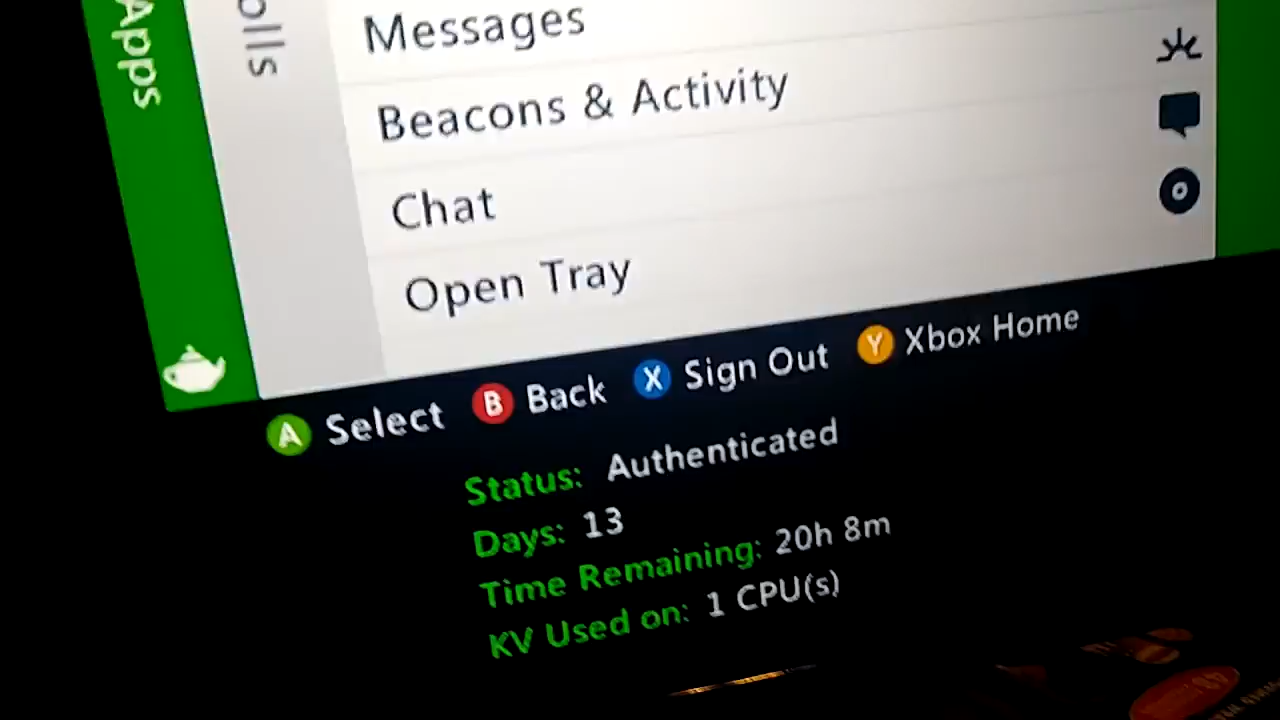 Apps
olls
Messages
Beacons & Activity
Chat
Open Tray
A Select B Back X Sign Out Y Xbox Home
Status: Authenticated
Days: 13
Time Remaining: 20h 8m
KV Used on: 1 CPU(s)